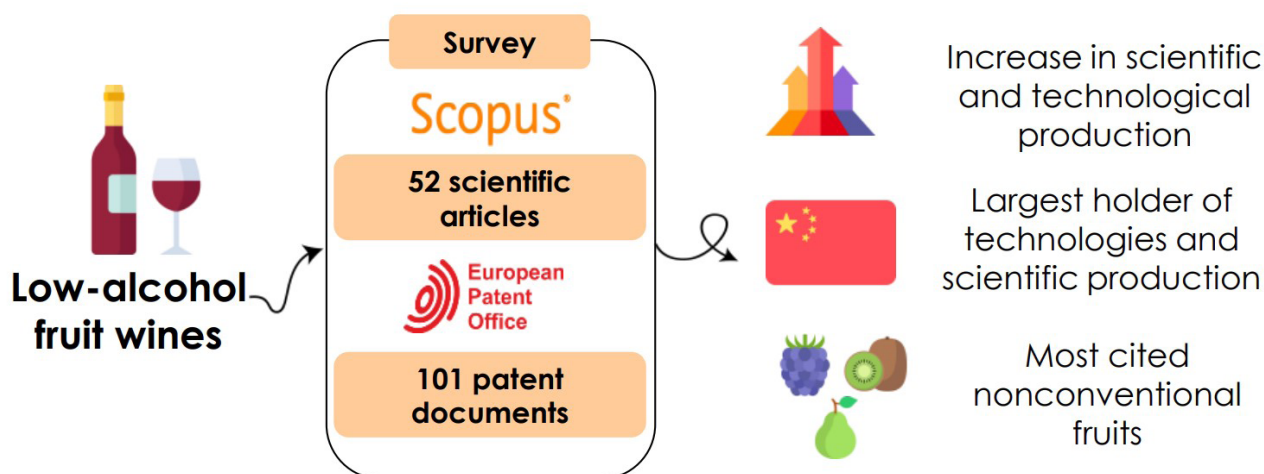 Low-alcohol
fruit wines
Survey
Scopus®
52 scientific
articles
European
Patent
Office
101 patent
documents
Increase in scientific
and technological
production
Largest holder of
technologies and
scientific production
Most cited
nonconventional
fruits